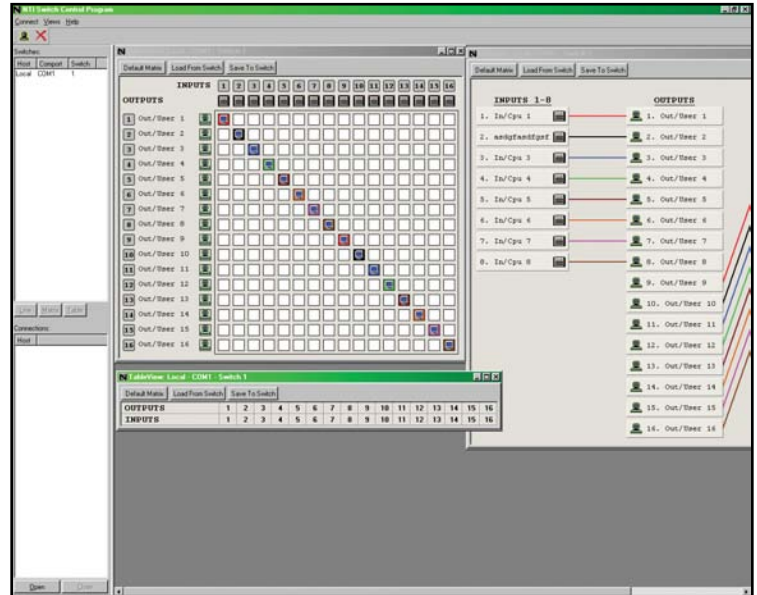 NTI Switch Control Program
Connect Views Help
Switches:
Host Comport Switch
Local COM1 1
Line Matrix Table
Connections:
Host
Open Close
Default Matrix Load From Switch Save To Switch
INPUTS 1 2 3 4 5 6 7 8 9 10 11 12 13 14 15 16
OUTPUTS
1 Out/User 1
2 Out/User 2
3 Out/User 3
4 Out/User 4
5 Out/User 5
6 Out/User 6
7 Out/User 7
8 Out/User 8
9 Out/User 9
10 Out/User 10
11 Out/User 11
12 Out/User 12
13 Out/User 13
14 Out/User 14
15 Out/User 15
16 Out/User 16
TableView: Local - COM1 - Switch 1
Default Matrix Load From Switch Save To Switch
OUTPUTS 1 2 3 4 5 6 7 8 9 10 11 12 13 14 15 16
INPUTS 1 2 3 4 5 6 7 8 9 10 11 12 13 14 15 16
Default Matrix Load From Switch Save To Switch
INPUTS 1-8 OUTPUTS
1. In/Cpu 1 1. Out/User 1
2. asdgfasdfgsf 2. Out/User 2
3. In/Cpu 3 3. Out/User 3
4. In/Cpu 4 4. Out/User 4
5. In/Cpu 5 5. Out/User 5
6. In/Cpu 6 6. Out/User 6
7. In/Cpu 7 7. Out/User 7
8. In/Cpu 8 8. Out/User 8
9. Out/User 9
10. Out/User 10
11. Out/User 11
12. Out/User 12
13. Out/User 13
14. Out/User 14
15. Out/User 15
16. Out/User 16